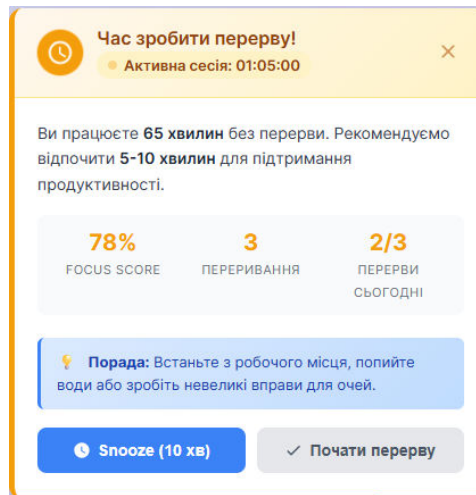 Час зробити перерву!
Активна сесія: 01:05:00
Ви працюєте 65 хвилин без перерви. Рекомендуємо
відпочити 5-10 хвилин для підтримання
продуктивності.
78%
FOCUS SCORE
3
ПЕРЕРИВАННЯ
2/3
ПЕРЕРВИ
СЬОГОДНІ
Порада: Встаньте з робочого місця, попийте
води або зробіть невеликі вправи для очей.
Snooze (10 хв)
Почати перерву